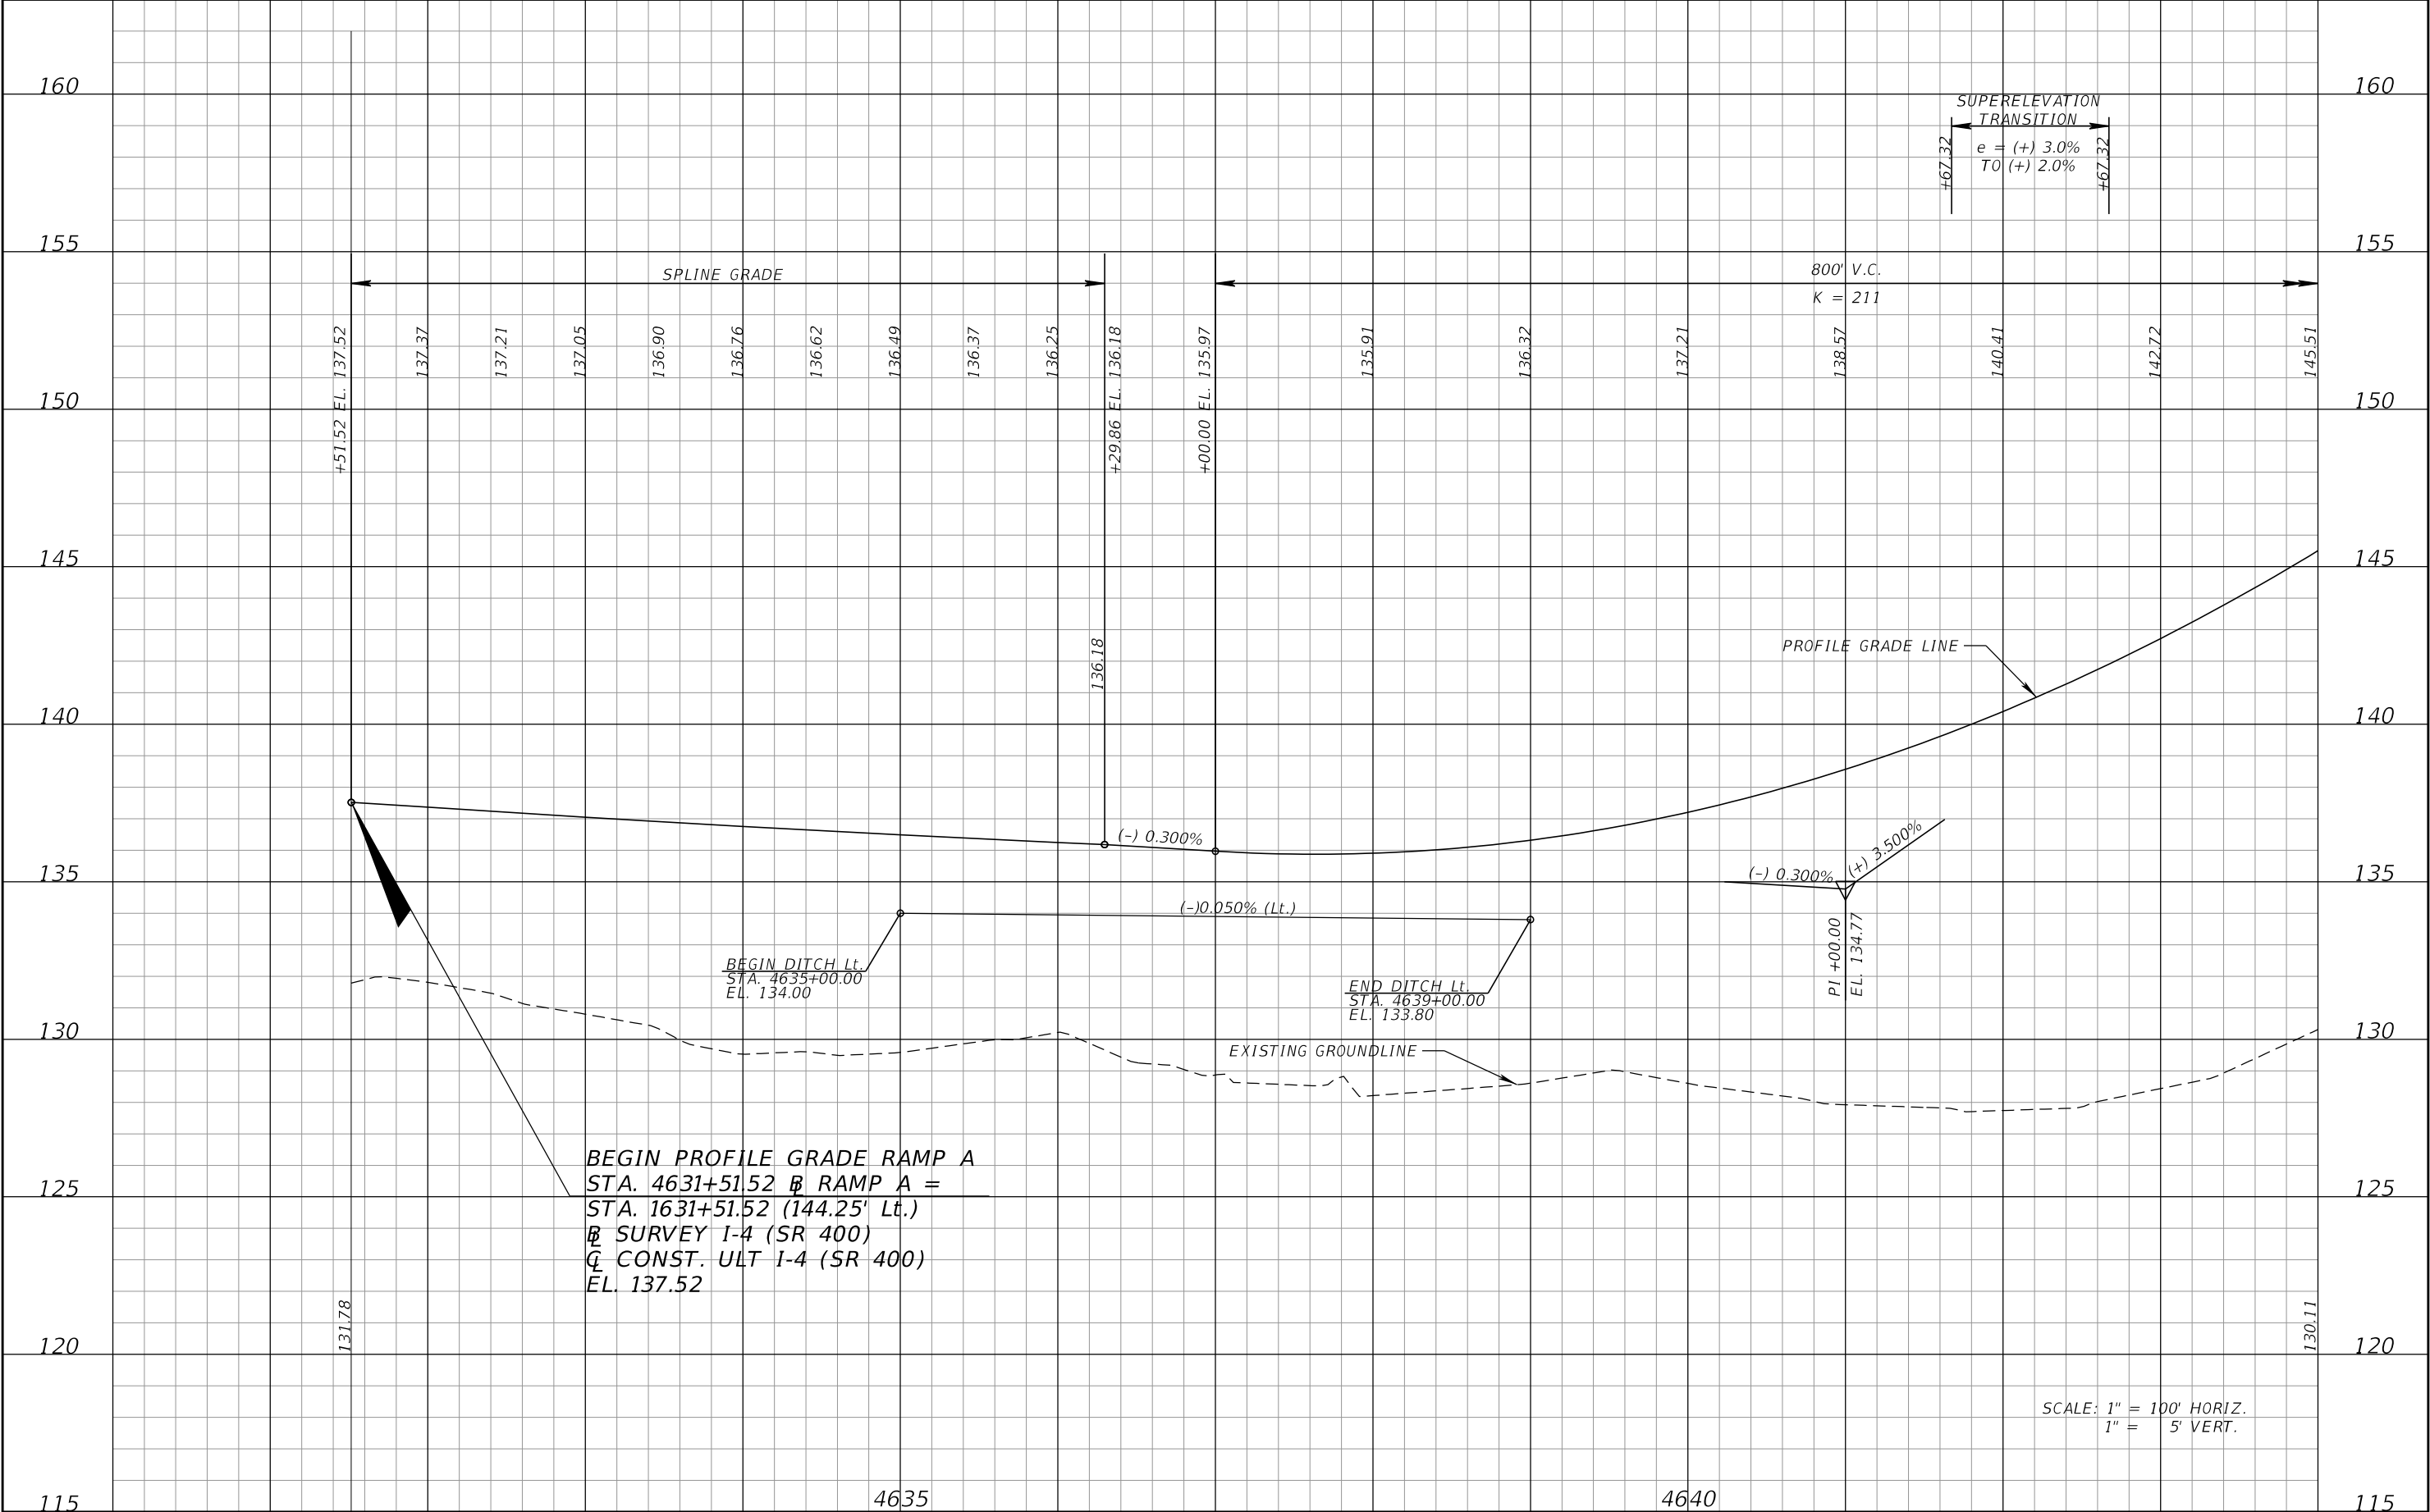 160
160
SUPERELEVATION
TRANSITION
e = (+) 3.0%
TO (+) 2.0%
+67.32
+67.32
155
155
SPLINE GRADE
800' V.C.
K = 211
+51.52 EL. 137.52
137.37
137.21
137.05
136.90
136.76
136.62
136.49
136.37
136.25
+29.86 EL. 136.18
+00.00 EL. 135.97
135.91
136.32
137.21
138.57
140.41
142.72
145.51
150
150
145
145
136.18
PROFILE GRADE LINE
140
140
(-) 0.300%
(-) 0.300%
(+) 3.500%
135
135
(-)0.050% (Lt.)
PI +00.00
EL. 134.77
BEGIN DITCH Lt.
STA. 4635+00.00
EL. 134.00
END DITCH Lt.
STA. 4639+00.00
EL. 133.80
130
130
EXISTING GROUNDLINE
BEGIN PROFILE GRADE RAMP A
STA. 4631+51.52 BL RAMP A =
STA. 1631+51.52 (144.25' Lt.)
BL SURVEY I-4 (SR 400)
CL CONST. ULT I-4 (SR 400)
EL. 137.52
125
125
131.78
130.11
120
120
SCALE: 1" = 100' HORIZ.
1" = 5' VERT.
115
4635
4640
115